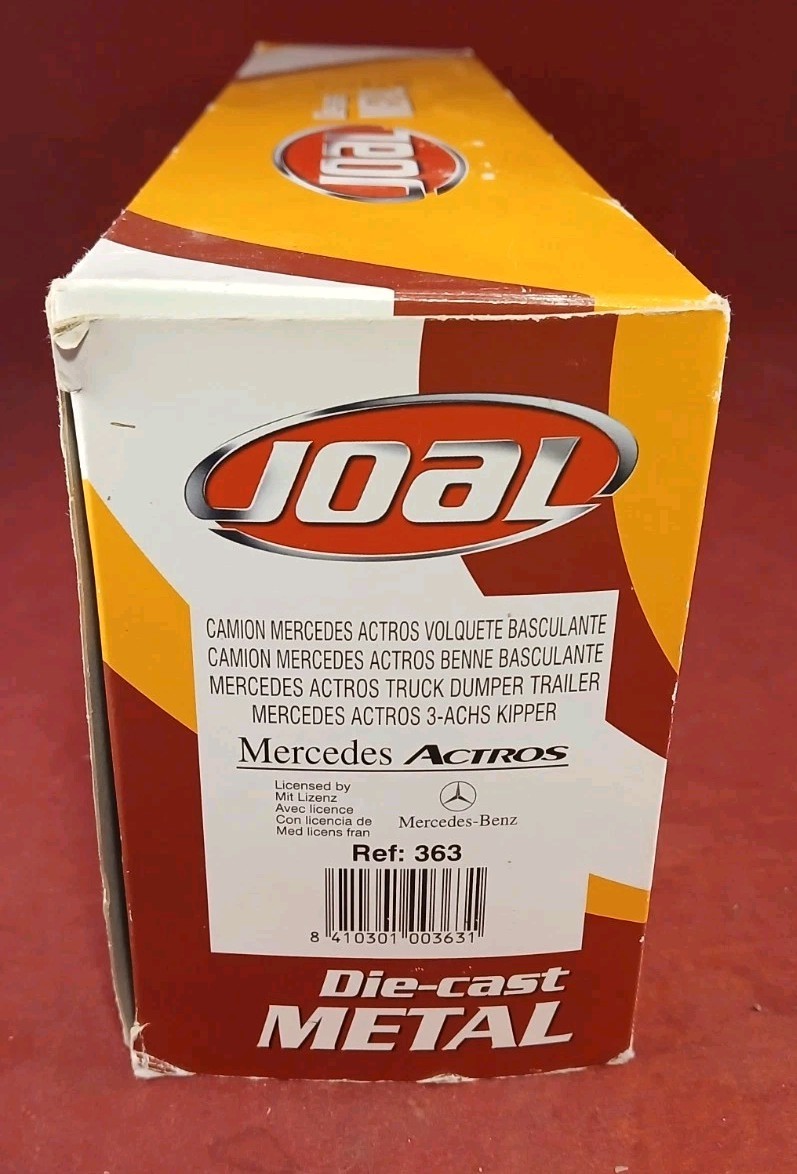 JOAL
JOAL
CAMION MERCEDES ACTROS VOLQUETE BASCULANTE
CAMION MERCEDES ACTROS BENNE BASCULANTE
MERCEDES ACTROS TRUCK DUMPER TRAILER
MERCEDES ACTROS 3-ACHS KIPPER
Mercedes ACTROS
Licensed by
Mit Lizenz
Avec licence
Con licencia de
Med licens fran
Mercedes-Benz
Ref: 363
8 410301 003631
Die-cast
METAL